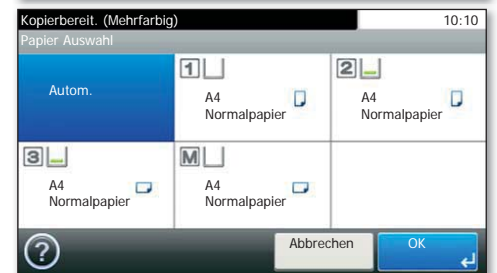 Kopierbereit. (Mehrfarbig)
10:10
Papier Auswahl
Autom.
1
A4
Normalpapier
2
A4
Normalpapier
3
A4
Normalpapier
M
A4
Normalpapier
?
Abbrechen
OK